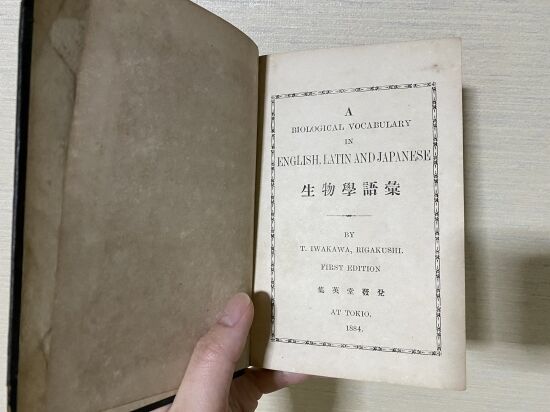 A
BIOLOGICAL VOCABULARY
IN
ENGLISH, LATIN AND JAPANESE
生物學語彙
BY
T. IWAKAWA, RIGAKUSHI.
FIRST EDITION
集英堂發兌
AT TOKIO.
1884.